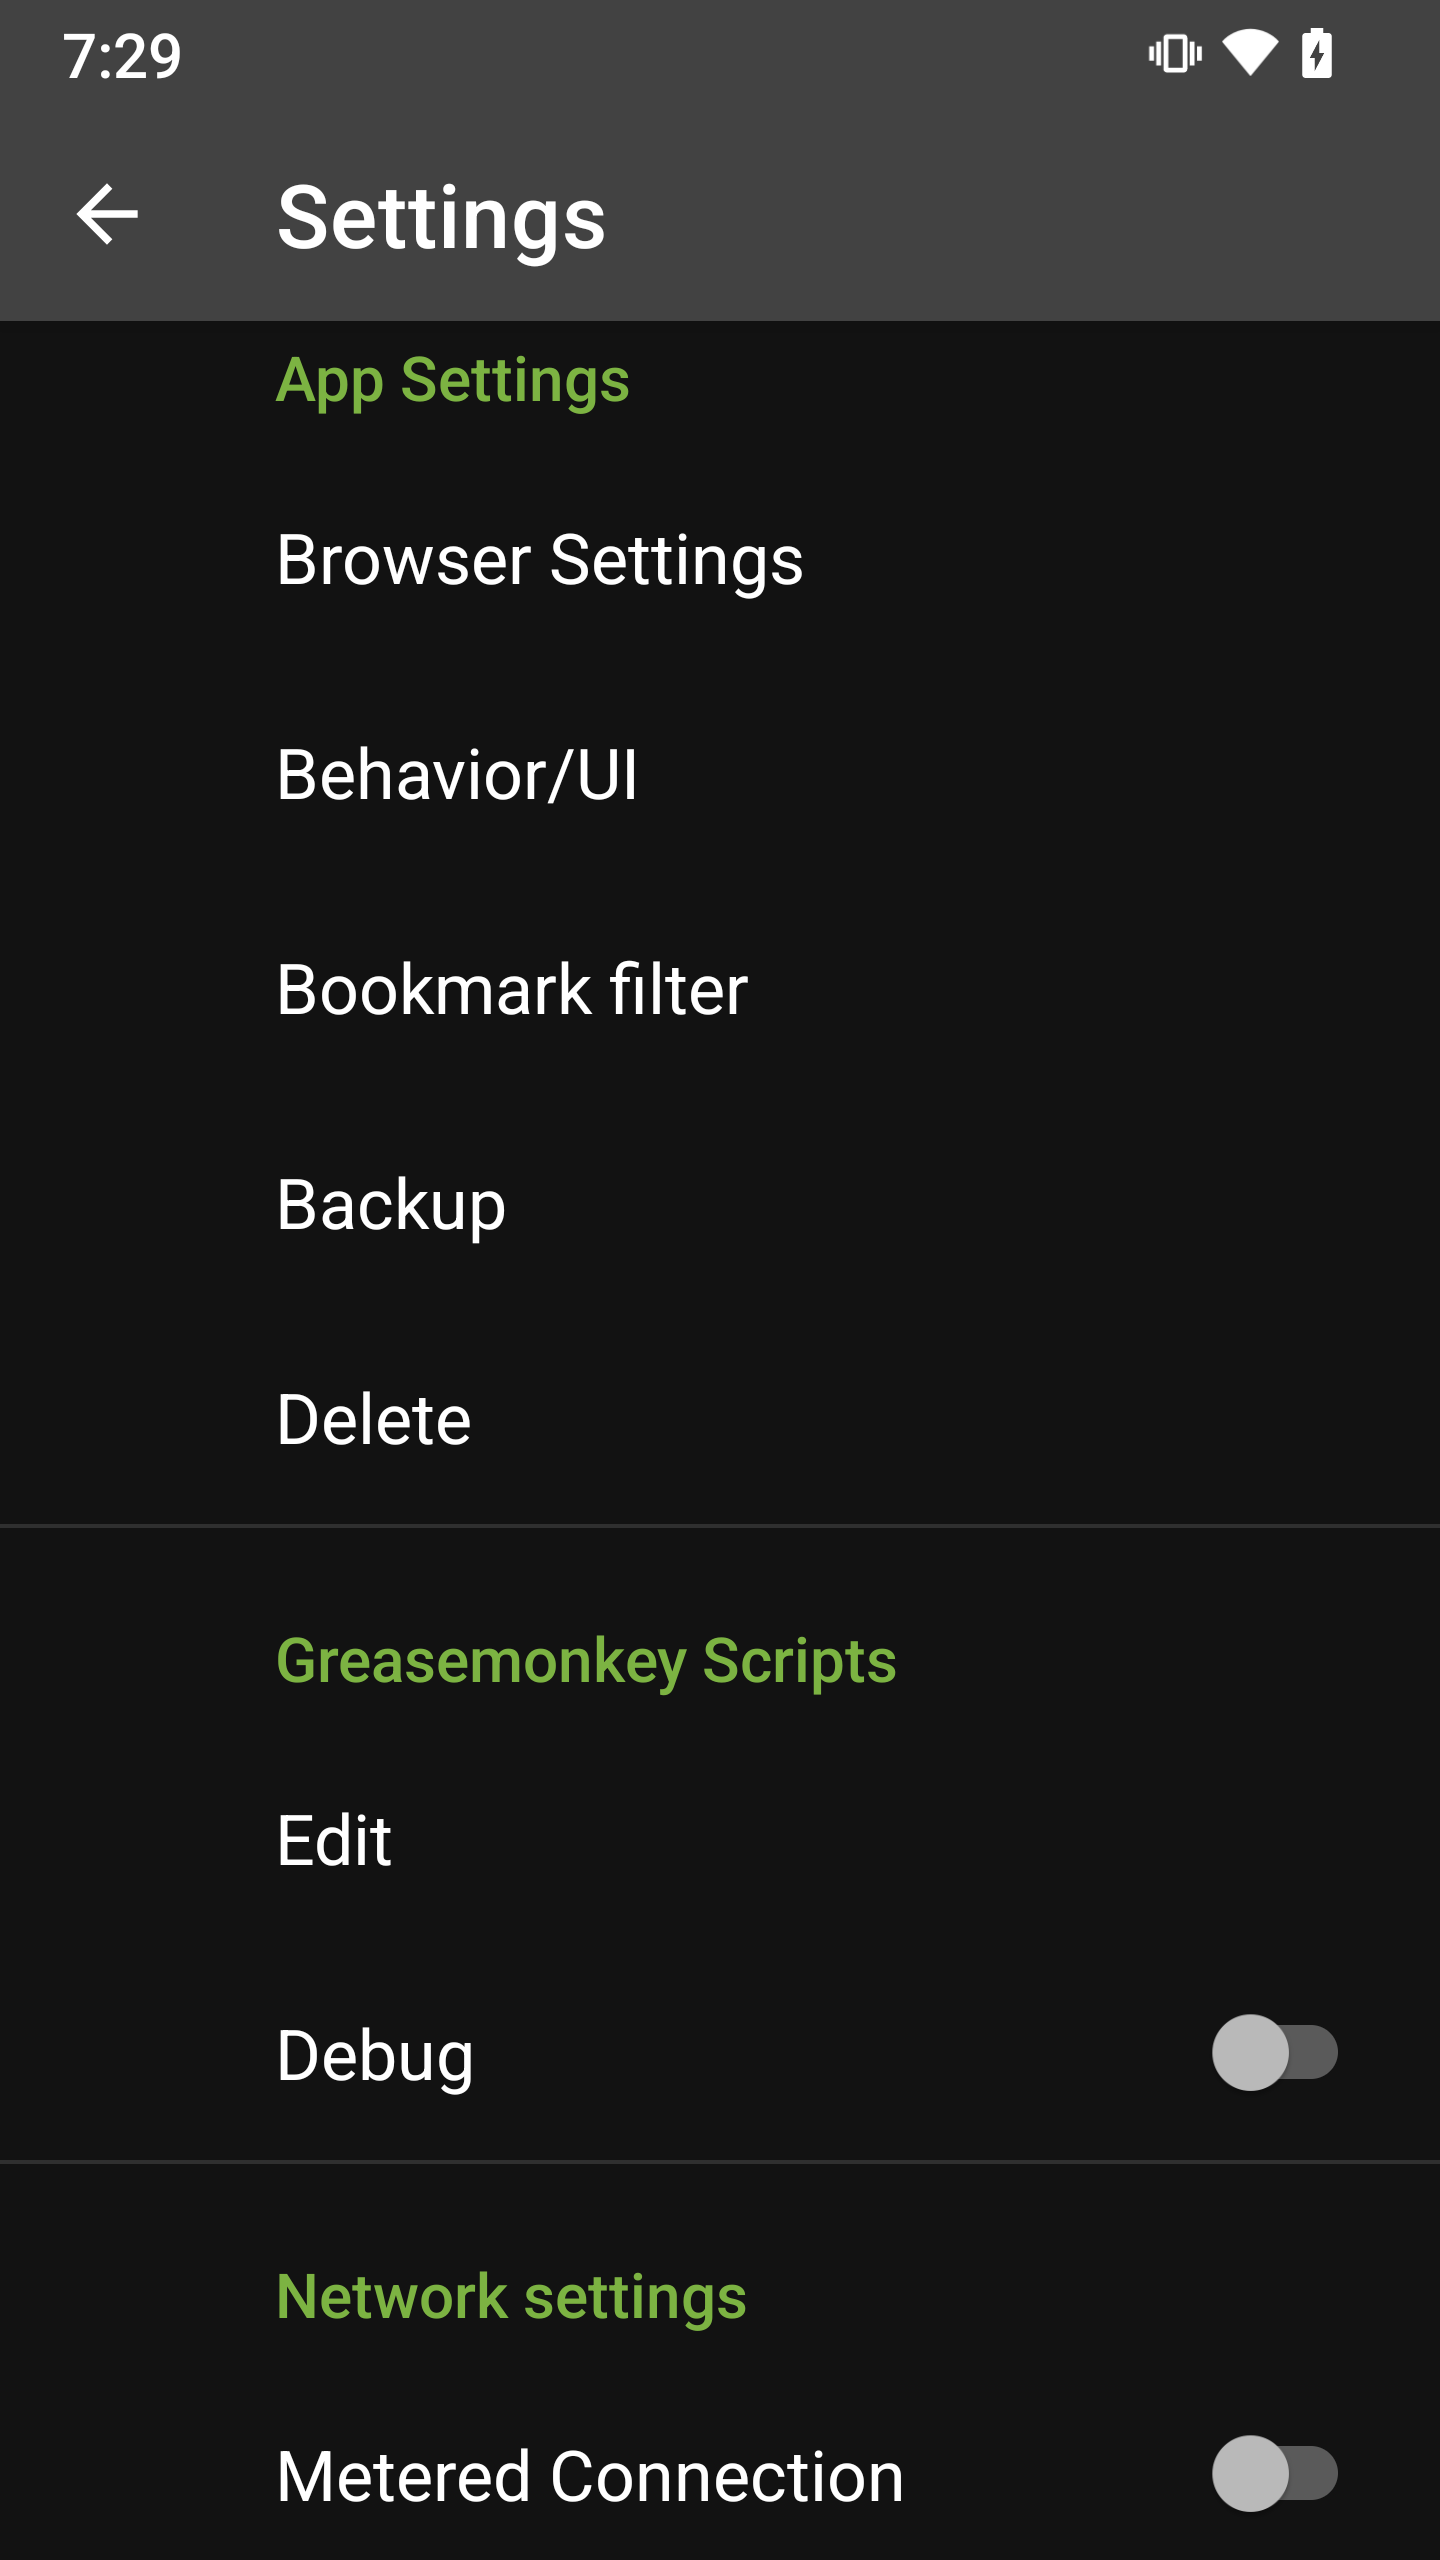 7:29
Settings
App Settings
Browser Settings
Behavior/UI
Bookmark filter
Backup
Delete
Greasemonkey Scripts
Edit
Debug
Network settings
Metered Connection